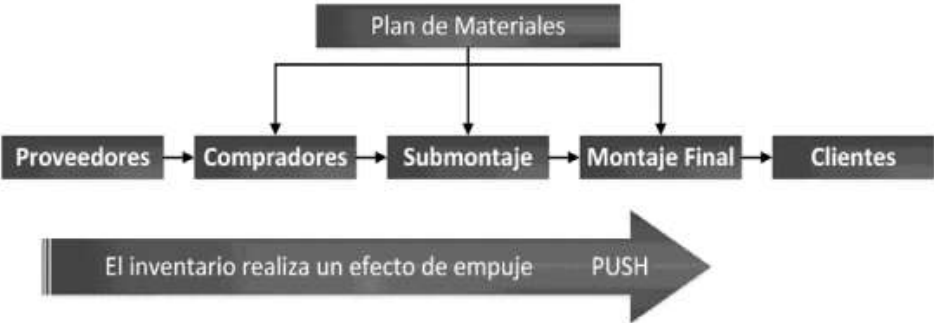 Plan de Materiales
Proveedores
Compradores
Submontaje
Montaje Final
Clientes
El inventario realiza un efecto de empuje PUSH